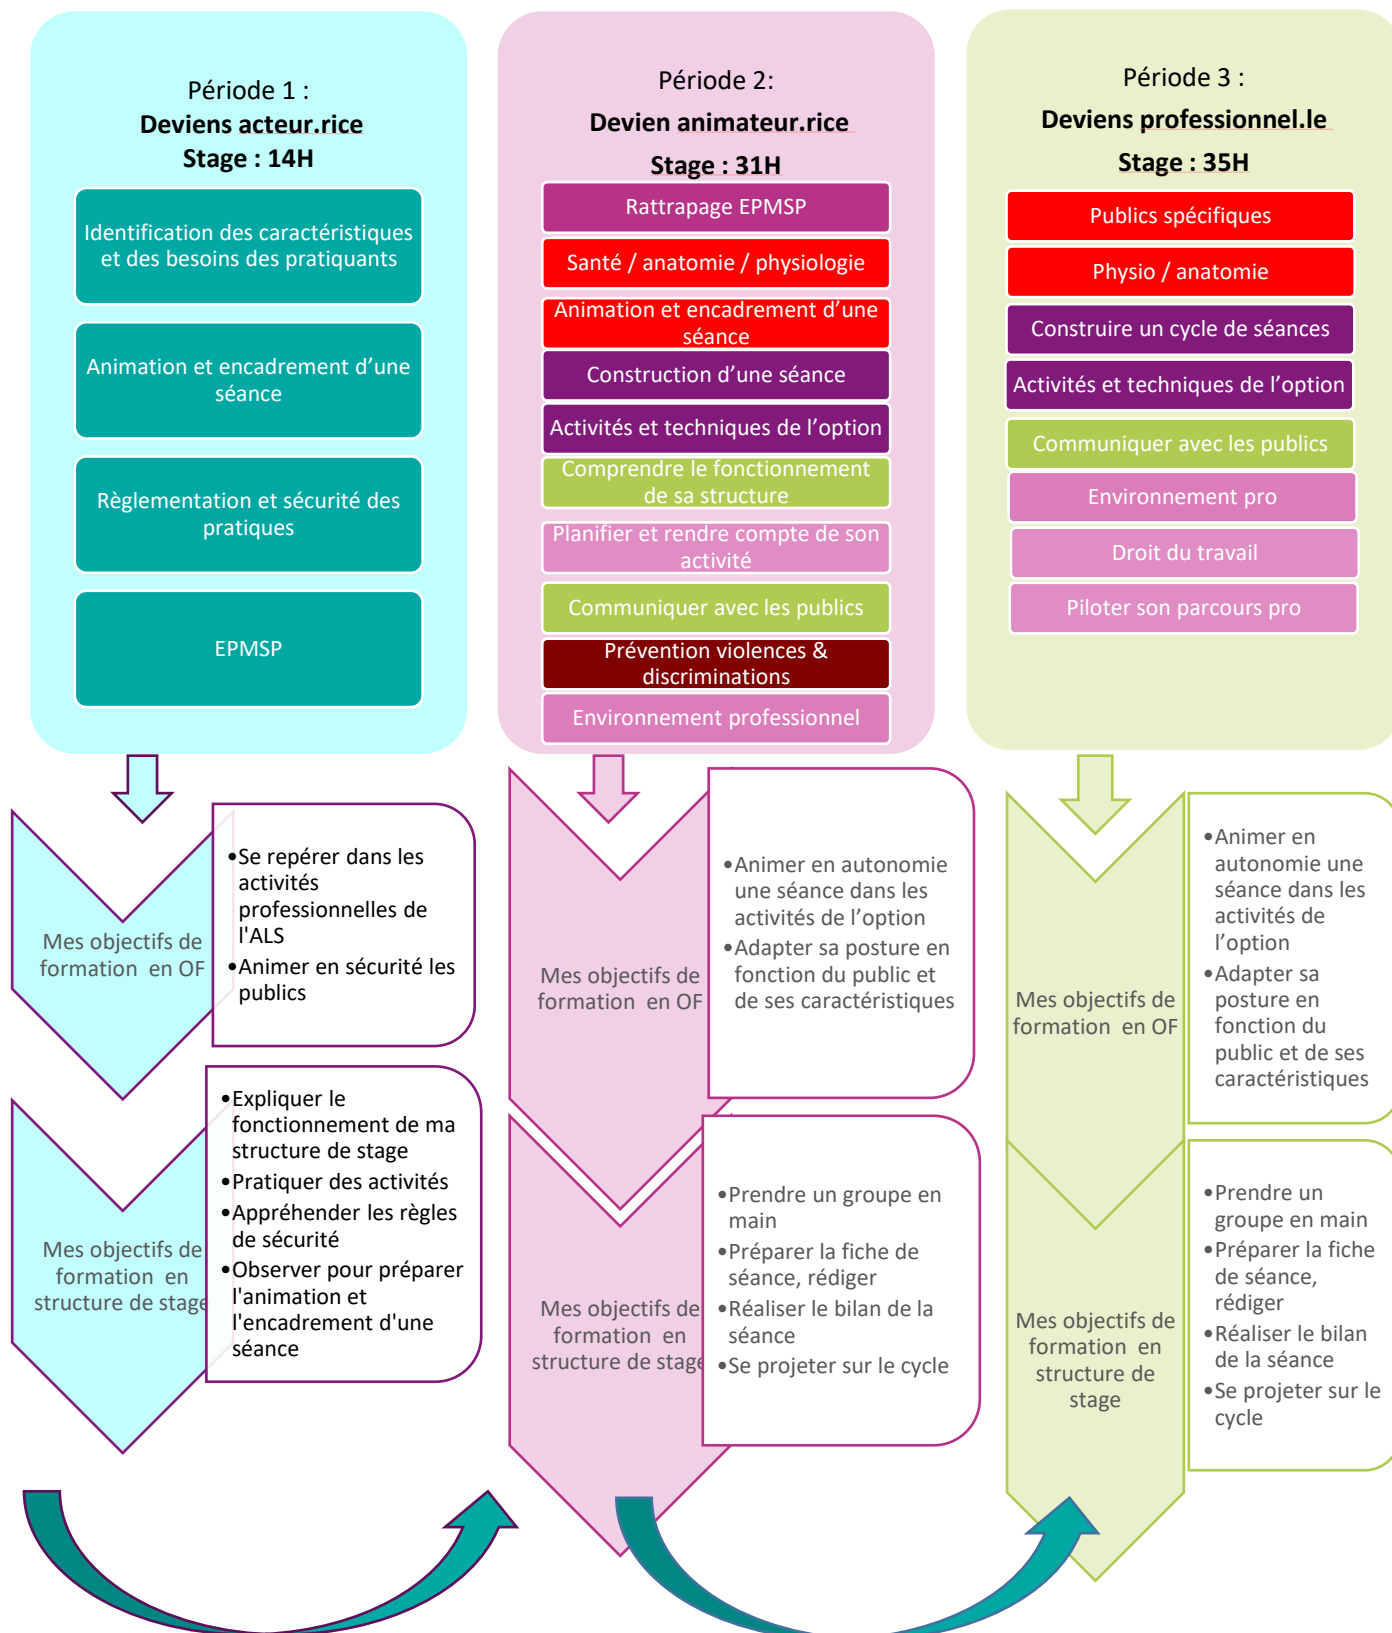 Période 1 :
Deviens acteur.rice
Stage : 14H
Identification des caractéristiques
et des besoins des pratiquants
Animation et encadrement d’une
séance
Règlementation et sécurité des
pratiques
EPMSP
Période 2:
Devien animateur.rice
Stage : 31H
Rattrapage EPMSP
Santé / anatomie / physiologie
Animation et encadrement d’une
séance
Construction d’une séance
Activités et techniques de l’option
Comprendre le fonctionnement
de sa structure
Planifier et rendre compte de son
activité
Communiquer avec les publics
Prévention violences &
discriminations
Environnement professionnel
Période 3 :
Deviens professionnel.le
Stage : 35H
Publics spécifiques
Physio / anatomie
Construire un cycle de séances
Activités et techniques de l’option
Communiquer avec les publics
Environnement pro
Droit du travail
Piloter son parcours pro
Mes objectifs de
formation en OF
•Se repérer dans les
activités
professionnelles de
l'ALS
•Animer en sécurité les
publics
Mes objectifs de
formation en
structure de stage
•Expliquer le
fonctionnement de ma
structure de stage
•Pratiquer des activités
•Appréhender les règles
de sécurité
•Observer pour préparer
l'animation et
l'encadrement d'une
séance
Mes objectifs de
formation en OF
•Animer en autonomie
une séance dans les
activités de l’option
•Adapter sa posture en
fonction du public et
de ses caractéristiques
Mes objectifs de
formation en
structure de stage
•Prendre un groupe en
main
•Préparer la fiche de
séance, rédiger
•Réaliser le bilan de la
séance
•Se projeter sur le cycle
Mes objectifs de
formation en OF
•Animer en
autonomie une
séance dans les
activités de
l’option
•Adapter sa
posture en
fonction du
public et de ses
caractéristiques
Mes objectifs de
formation en
structure de
stage
•Prendre un
groupe en main
•Préparer la fiche
de séance,
rédiger
•Réaliser le bilan
de la séance
•Se projeter sur le
cycle